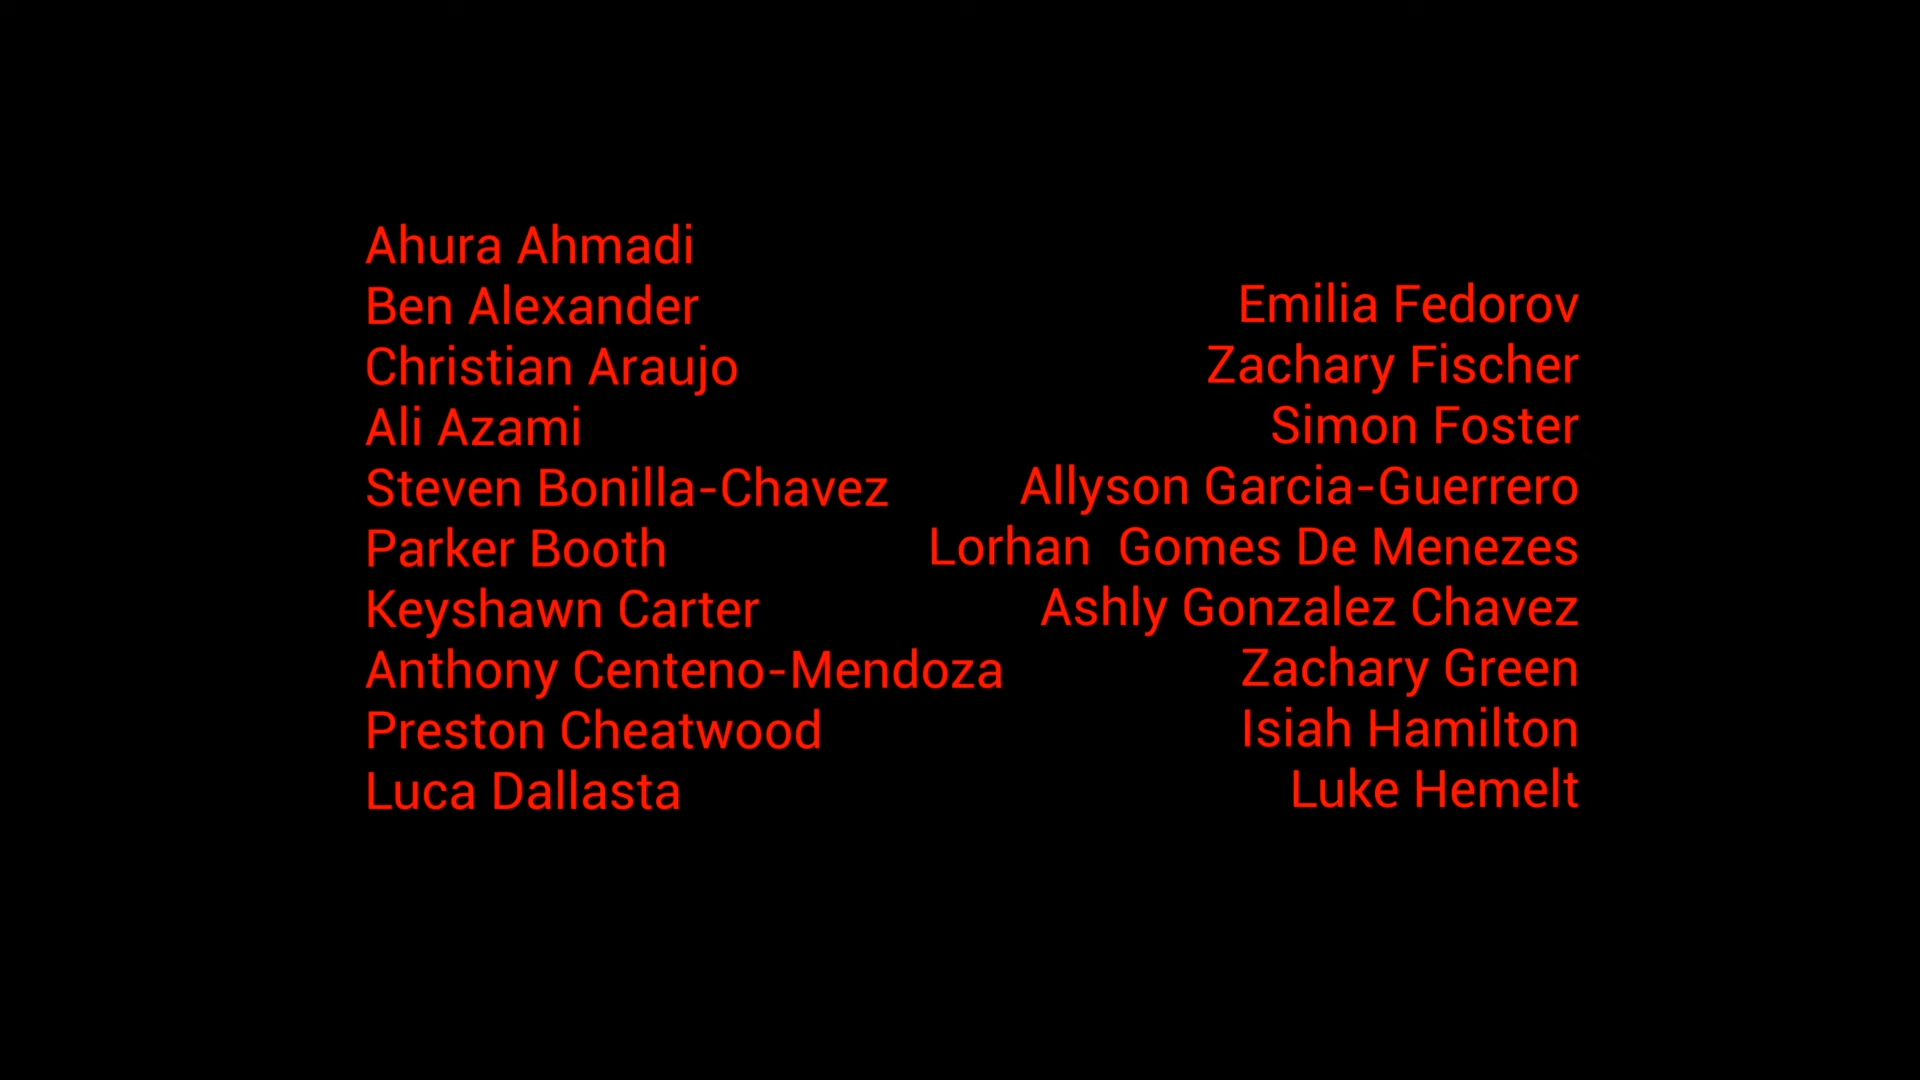 Ahura Ahmadi
Ben Alexander
Christian Araujo
Ali Azami
Steven Bonilla-Chavez
Parker Booth
Keyshawn Carter
Anthony Centeno-Mendoza
Preston Cheatwood
Luca Dallasta
Emilia Fedorov
Zachary Fischer
Simon Foster
Allyson Garcia-Guerrero
Lorhan  Gomes De Menezes
Ashly Gonzalez Chavez
Zachary Green
Isiah Hamilton
Luke Hemelt